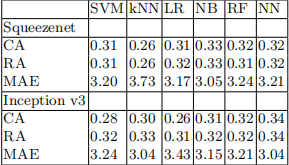 SVM kNN LR NB RF NN
Squeezenet
CA 0.31 0.26 0.31 0.33 0.32 0.32
RA 0.31 0.26 0.32 0.33 0.31 0.32
MAE 3.20 3.73 3.17 3.05 3.24 3.21
Inception v3
CA 0.28 0.30 0.26 0.31 0.32 0.34
RA 0.32 0.33 0.31 0.32 0.32 0.34
MAE 3.24 3.04 3.43 3.15 3.21 3.04